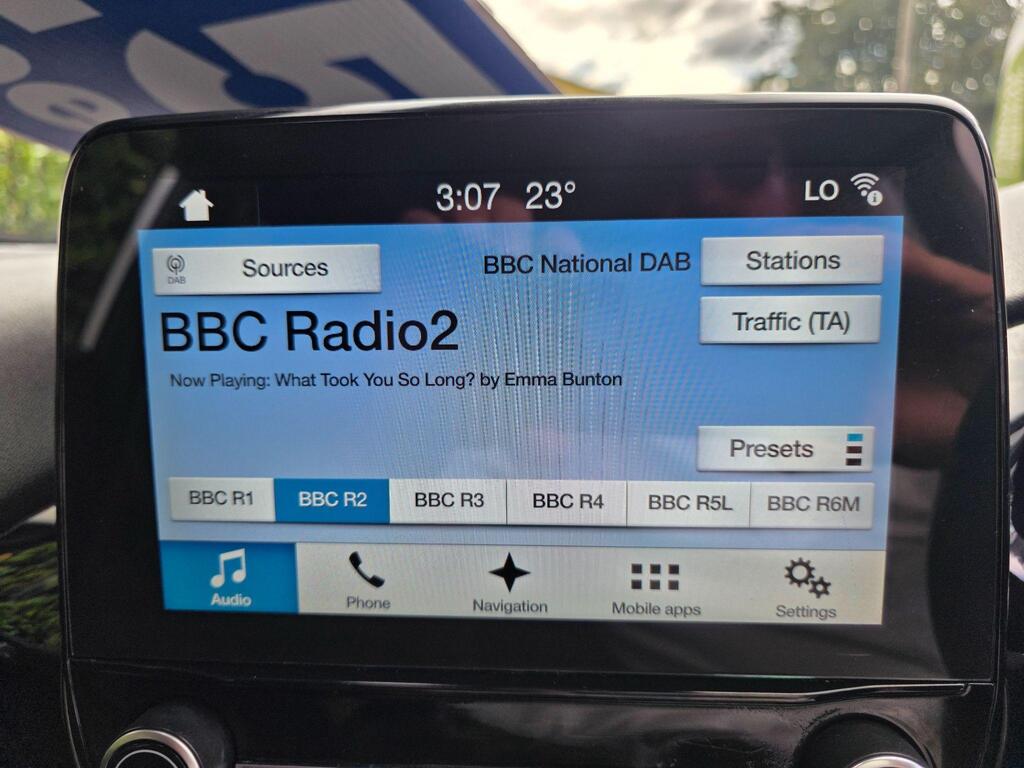 5
e
3:07 23° LO
DAB Sources BBC National DAB Stations
BBC Radio2 Traffic (TA)
Now Playing: What Took You So Long? by Emma Bunton
Presets
BBC R1 BBC R2 BBC R3 BBC R4 BBC R5L BBC R6M
Audio Phone Navigation Mobile apps Settings